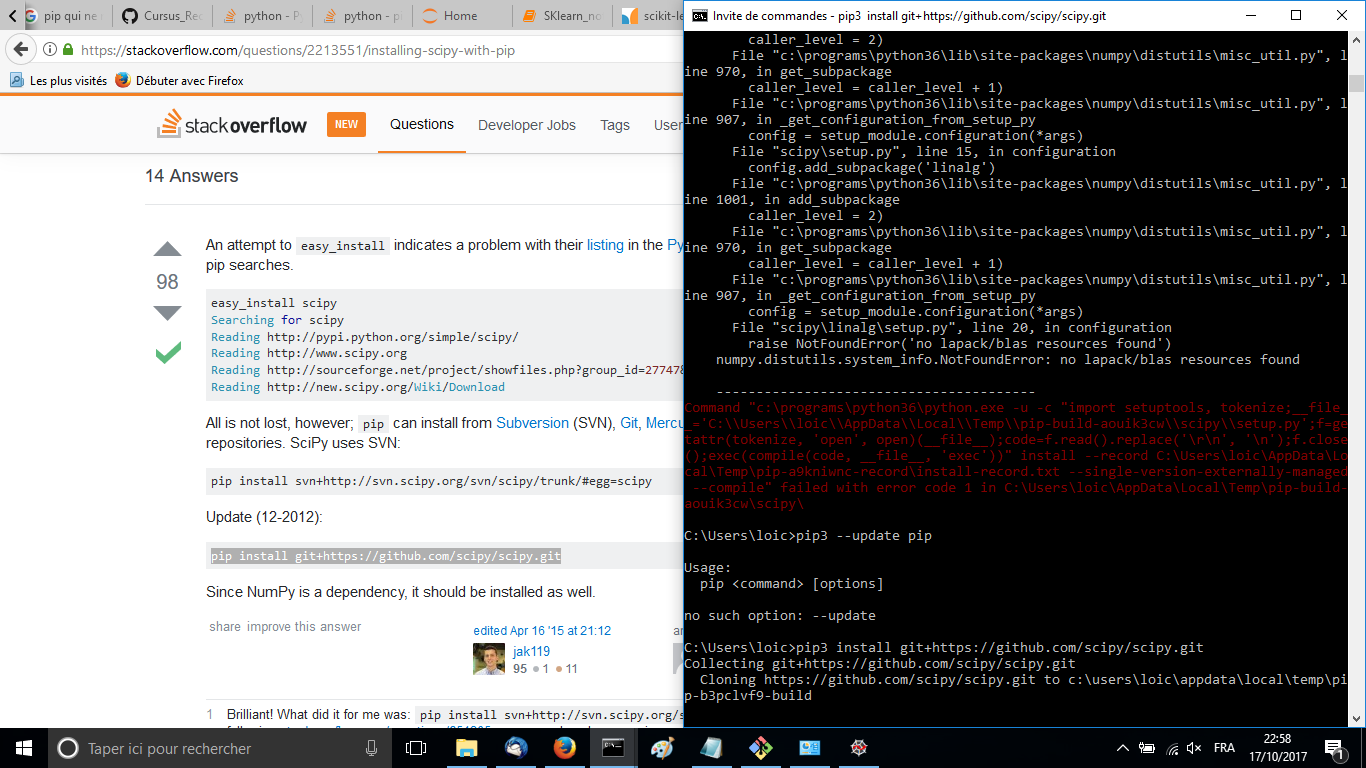 pip qui ne
Cursus_Rec
python - P
python - p
Home
SKlearn_no
scikit-le
https://stackoverflow.com/questions/2213551/installing-scipy-with-pip
Les plus visités
Débuter avec Firefox
stackoverflow
NEW
Questions
Developer Jobs
Tags
User
14 Answers
98
An attempt to easy_install indicates a problem with their listing in the Py
pip searches.
easy_install scipy
Searching for scipy
Reading http://pypi.python.org/simple/scipy/
Reading http://www.scipy.org
Reading http://sourceforge.net/project/showfiles.php?group_id=27747&
Reading http://new.scipy.org/Wiki/Download
All is not lost, however; pip can install from Subversion (SVN), Git, Mercu
repositories. SciPy uses SVN:
pip install svn+http://svn.scipy.org/svn/scipy/trunk/#egg=scipy
Update (12-2012):
pip install git+https://github.com/scipy/scipy.git
Since NumPy is a dependency, it should be installed as well.
share improve this answer
edited Apr 16 '15 at 21:12
an
jak119
95 1 11
1 Brilliant! What did it for me was: pip install svn+http://svn.scipy.org/s
Invite de commandes - pip3 install git+https://github.com/scipy/scipy.git
caller_level = 2)
File "c:\programs\python36\lib\site-packages\numpy\distutils\misc_util.py", l
ine 970, in get_subpackage
caller_level = caller_level + 1)
File "c:\programs\python36\lib\site-packages\numpy\distutils\misc_util.py", l
ine 907, in _get_configuration_from_setup_py
config = setup_module.configuration(*args)
File "scipy\setup.py", line 15, in configuration
config.add_subpackage('linalg')
File "c:\programs\python36\lib\site-packages\numpy\distutils\misc_util.py", l
ine 1001, in add_subpackage
caller_level = 2)
File "c:\programs\python36\lib\site-packages\numpy\distutils\misc_util.py", l
ine 970, in get_subpackage
caller_level = caller_level + 1)
File "c:\programs\python36\lib\site-packages\numpy\distutils\misc_util.py", l
ine 907, in _get_configuration_from_setup_py
config = setup_module.configuration(*args)
File "scipy\linalg\setup.py", line 20, in configuration
raise NotFoundError('no lapack/blas resources found')
numpy.distutils.system_info.NotFoundError: no lapack/blas resources found
----------------------------------------
Command "c:\programs\python36\python.exe -u -c "import setuptools, tokenize;__file_
_='C:\\Users\\loic\\AppData\\Local\\Temp\\pip-build-aouik3cw\\scipy\\setup.py';f=ge
tattr(tokenize, 'open', open)(__file__);code=f.read().replace('\r\n', '\n');f.close
();exec(compile(code, __file__, 'exec'))" install --record C:\Users\loic\AppData\Lo
cal\Temp\pip-a9kniwnc-record\install-record.txt --single-version-externally-managed
--compile" failed with error code 1 in C:\Users\loic\AppData\Local\Temp\pip-build-
aouik3cw\scipy\
C:\Users\loic>pip3 --update pip
Usage:
pip <command> [options]
no such option: --update
C:\Users\loic>pip3 install git+https://github.com/scipy/scipy.git
Collecting git+https://github.com/scipy/scipy.git
Cloning https://github.com/scipy/scipy.git to c:\users\loic\appdata\local\temp\pi
p-b3pclvf9-build
Taper ici pour rechercher
FRA
22:58
17/10/2017
1